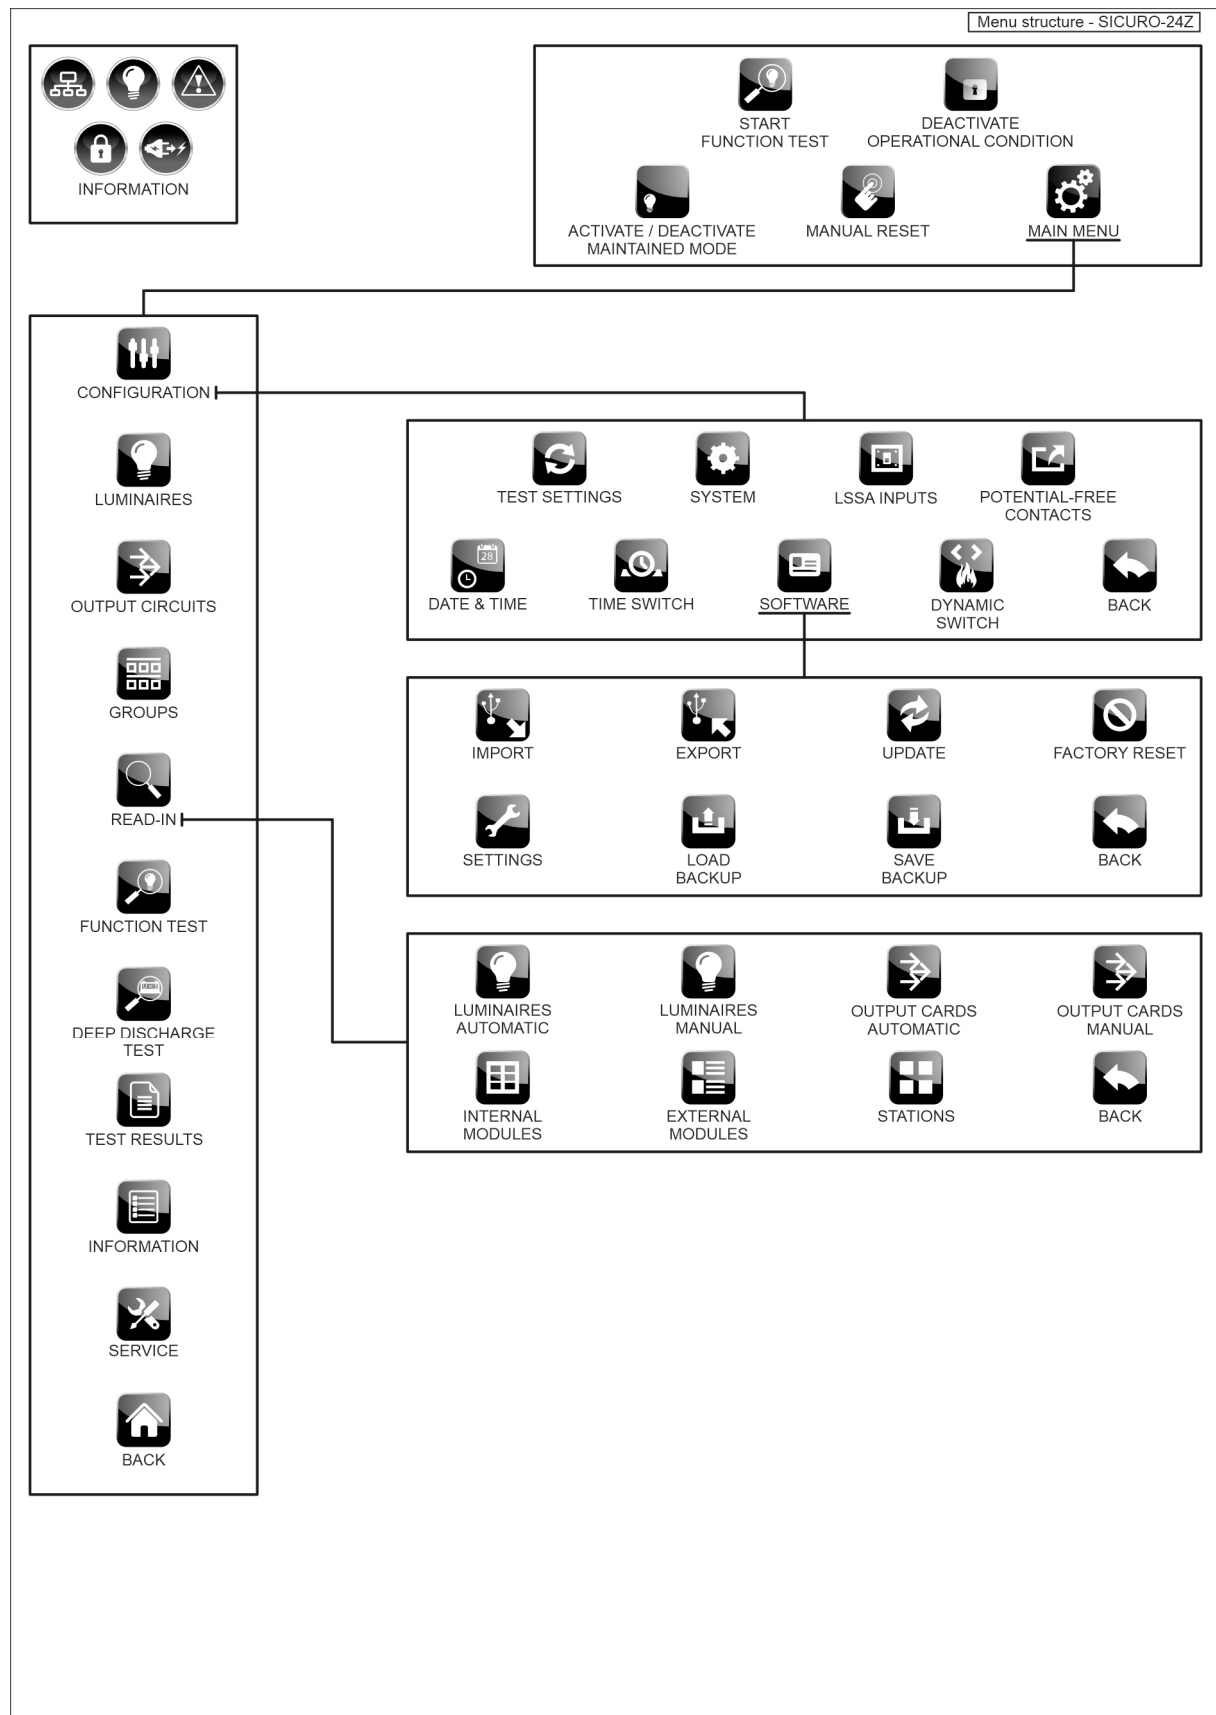 Menu structure - SICURO-24Z
INFORMATION
START
FUNCTION TEST
DEACTIVATE
OPERATIONAL CONDITION
ACTIVATE / DEACTIVATE
MAINTAINED MODE
MANUAL RESET
MAIN MENU
CONFIGURATION
LUMINAIRES
OUTPUT CIRCUITS
GROUPS
READ-IN
FUNCTION TEST
DEEP DISCHARGE
TEST
TEST RESULTS
INFORMATION
SERVICE
BACK
TEST SETTINGS
SYSTEM
LSSA INPUTS
POTENTIAL-FREE
CONTACTS
28
DATE & TIME
TIME SWITCH
SOFTWARE
DYNAMIC
SWITCH
BACK
IMPORT
EXPORT
UPDATE
FACTORY RESET
SETTINGS
LOAD
BACKUP
SAVE
BACKUP
BACK
LUMINAIRES
AUTOMATIC
LUMINAIRES
MANUAL
OUTPUT CARDS
AUTOMATIC
OUTPUT CARDS
MANUAL
INTERNAL
MODULES
EXTERNAL
MODULES
STATIONS
BACK